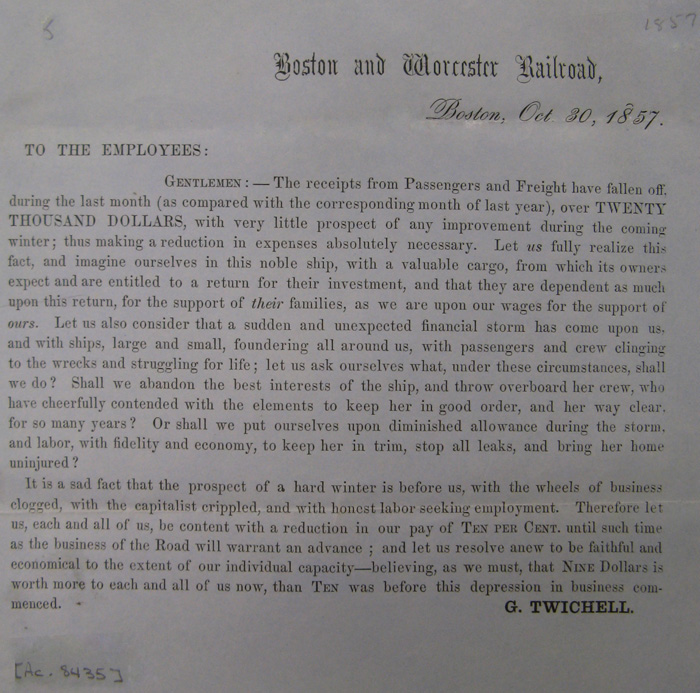 5
1857
Boston and Worcester Railroad,
Boston, Oct 30, 1857.
TO THE EMPLOYEES:
GENTLEMEN: — The receipts from Passengers and Freight have fallen off,
during the last month (as compared with the corresponding month of last year), over TWENTY
THOUSAND DOLLARS, with very little prospect of any improvement during the coming
winter; thus making a reduction in expenses absolutely necessary. Let us fully realize this
fact, and imagine ourselves in this noble ship, with a valuable cargo, from which its owners
expect and are entitled to a return for their investment, and that they are dependent as much
upon this return, for the support of their families, as we are upon our wages for the support of
ours. Let us also consider that a sudden and unexpected financial storm has come upon us,
and with ships, large and small, foundering all around us, with passengers and crew clinging
to the wrecks and struggling for life; let us ask ourselves what, under these circumstances, shall
we do? Shall we abandon the best interests of the ship, and throw overboard her crew, who
have cheerfully contended with the elements to keep her in good order, and her way clear,
for so many years? Or shall we put ourselves upon diminished allowance during the storm,
and labor, with fidelity and economy, to keep her in trim, stop all leaks, and bring her home
uninjured?
It is a sad fact that the prospect of a hard winter is before us, with the wheels of business
clogged, with the capitalist crippled, and with honest labor seeking employment. Therefore let
us, each and all of us, be content with a reduction in our pay of TEN PER CENT. until such time
as the business of the Road will warrant an advance; and let us resolve anew to be faithful and
economical to the extent of our individual capacity—believing, as we must, that NINE Dollars is
worth more to each and all of us now, than TEN was before this depression in business com-
menced.
G. TWICHELL.
[Ac. 8435]